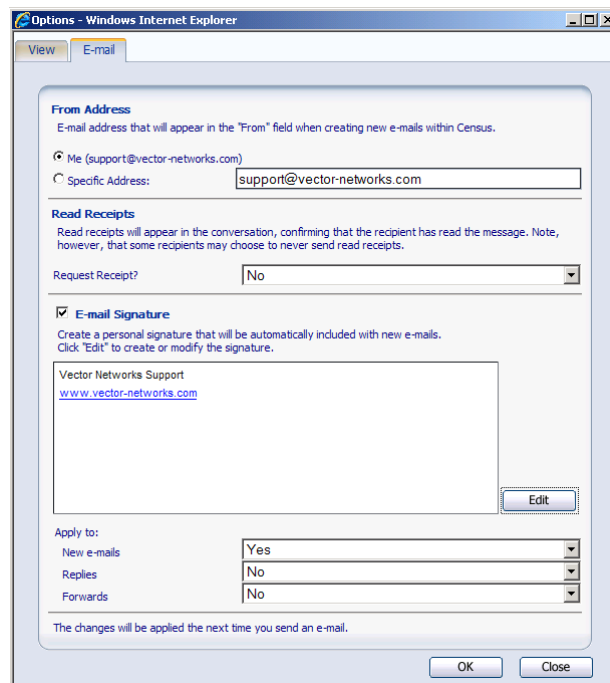 Options - Windows Internet Explorer
View E-mail
From Address
E-mail address that will appear in the "From" field when creating new e-mails within Census.
Me (support@vector-networks.com)
Specific Address: support@vector-networks.com
Read Receipts
Read receipts will appear in the conversation, confirming that the recipient has read the message. Note,
however, that some recipients may choose to never send read receipts.
Request Receipt? No
E-mail Signature
Create a personal signature that will be automatically included with new e-mails.
Click "Edit" to create or modify the signature.
Vector Networks Support
www.vector-networks.com
Edit
Apply to:
New e-mails Yes
Replies No
Forwards No
The changes will be applied the next time you send an e-mail.
OK Close